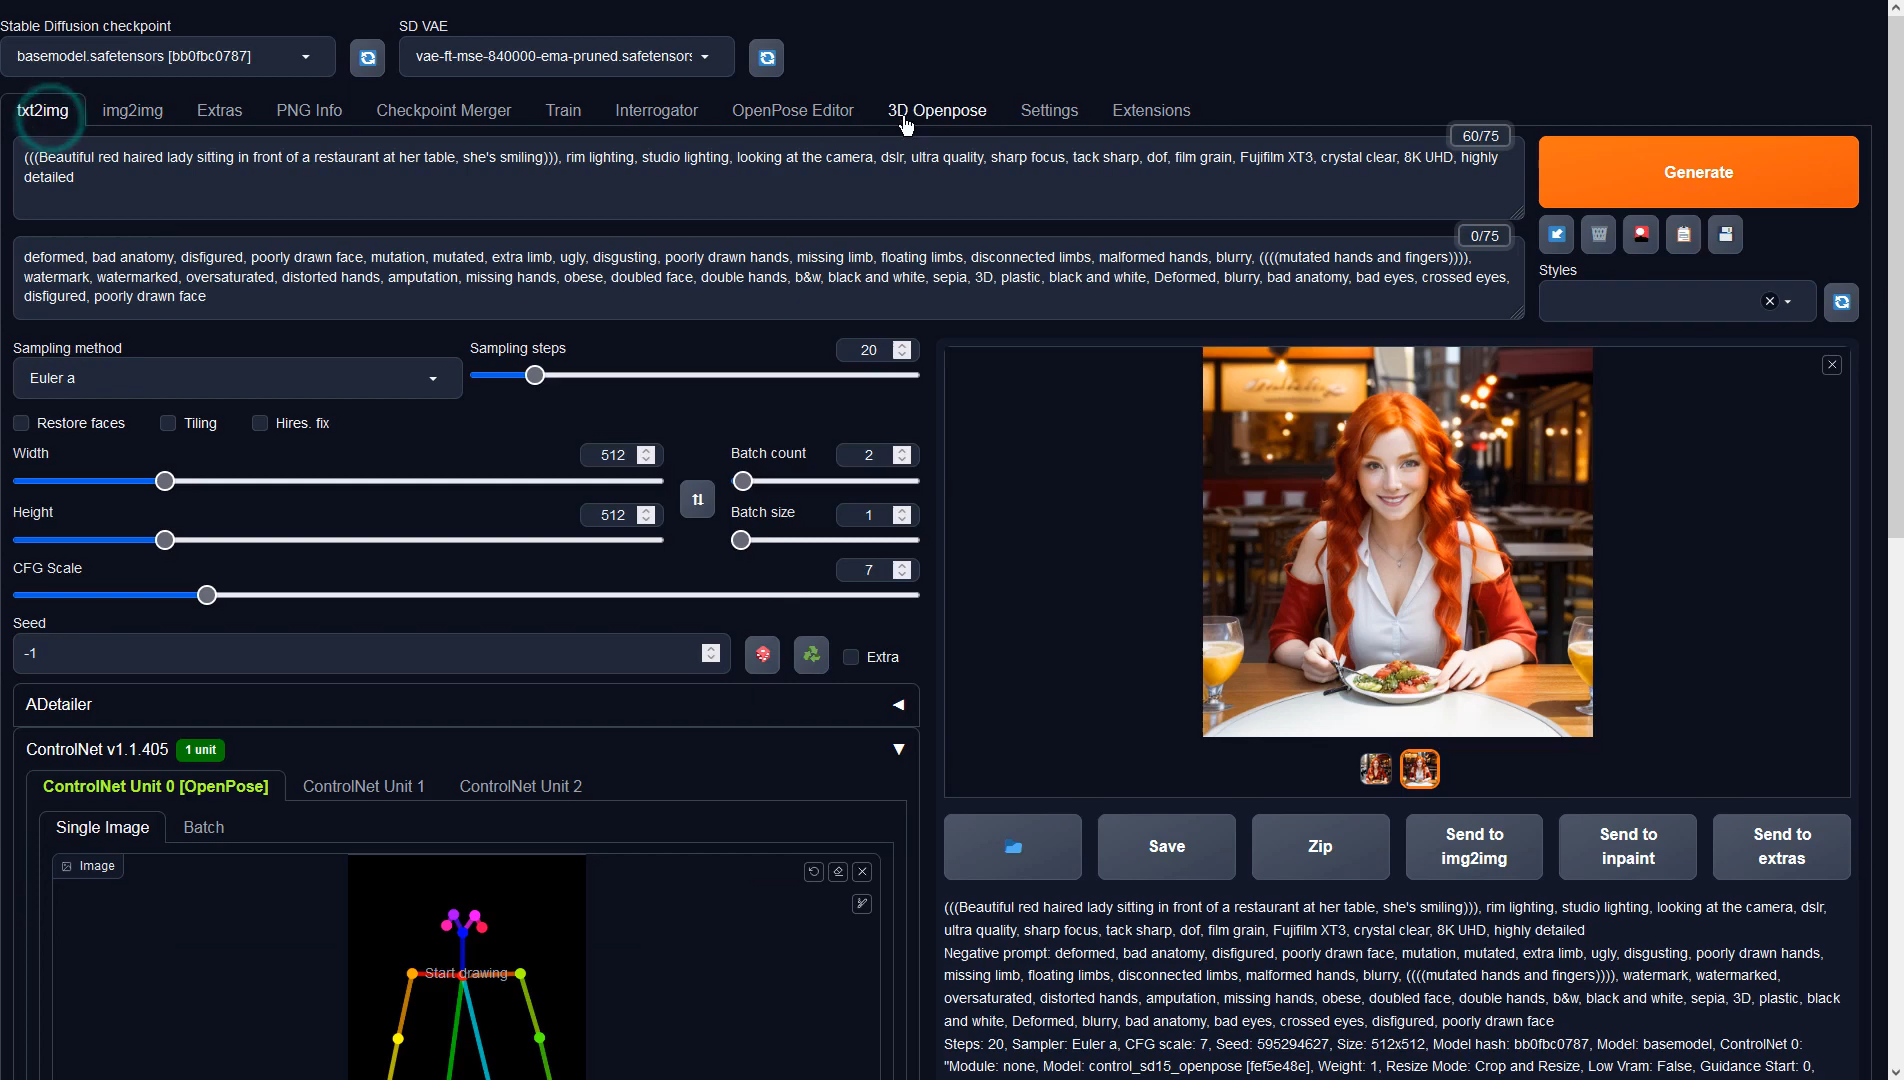 Stable Diffusion checkpoint
SD VAE
basemodel.safetensors [bb0fbc0787]
vae-ft-mse-840000-ema-pruned.safetensors
txt2img
img2img
Extras
PNG Info
Checkpoint Merger
Train
Interrogator
OpenPose Editor
3D Openpose
Settings
Extensions
60/75
(((Beautiful red haired lady sitting in front of a restaurant at her table, she's smiling))), rim lighting, studio lighting, looking at the camera, dslr, ultra quality, sharp focus, tack sharp, dof, film grain, Fujifilm XT3, crystal clear, 8K UHD, highly
detailed
Generate
0/75
deformed, bad anatomy, disfigured, poorly drawn face, mutation, mutated, extra limb, ugly, disgusting, poorly drawn hands, missing limb, floating limbs, disconnected limbs, malformed hands, blurry, ((((mutated hands and fingers)))),
watermark, watermarked, oversaturated, distorted hands, amputation, missing hands, obese, doubled face, double hands, b&w, black and white, sepia, 3D, plastic, black and white, Deformed, blurry, bad anatomy, bad eyes, crossed eyes,
disfigured, poorly drawn face
Styles
Sampling method
Sampling steps
20
Euler a
Restore faces
Tiling
Hires. fix
Width
512
Batch count
2
Height
512
Batch size
1
CFG Scale
7
Seed
-1
Extra
ADetailer
ControlNet v1.1.405
1 unit
ControlNet Unit 0 [OpenPose]
ControlNet Unit 1
ControlNet Unit 2
Single Image
Batch
Image
Start drawing
Save
Zip
Send to
img2img
Send to
inpaint
Send to
extras
(((Beautiful red haired lady sitting in front of a restaurant at her table, she's smiling))), rim lighting, studio lighting, looking at the camera, dslr,
ultra quality, sharp focus, tack sharp, dof, film grain, Fujifilm XT3, crystal clear, 8K UHD, highly detailed
Negative prompt: deformed, bad anatomy, disfigured, poorly drawn face, mutation, mutated, extra limb, ugly, disgusting, poorly drawn hands,
missing limb, floating limbs, disconnected limbs, malformed hands, blurry, ((((mutated hands and fingers)))), watermark, watermarked,
oversaturated, distorted hands, amputation, missing hands, obese, doubled face, double hands, b&w, black and white, sepia, 3D, plastic, black
and white, Deformed, blurry, bad anatomy, bad eyes, crossed eyes, disfigured, poorly drawn face
Steps: 20, Sampler: Euler a, CFG scale: 7, Seed: 595294627, Size: 512x512, Model hash: bb0fbc0787, Model: basemodel, ControlNet 0:
"Module: none, Model: control_sd15_openpose [fef5e48e], Weight: 1, Resize Mode: Crop and Resize, Low Vram: False, Guidance Start: 0,